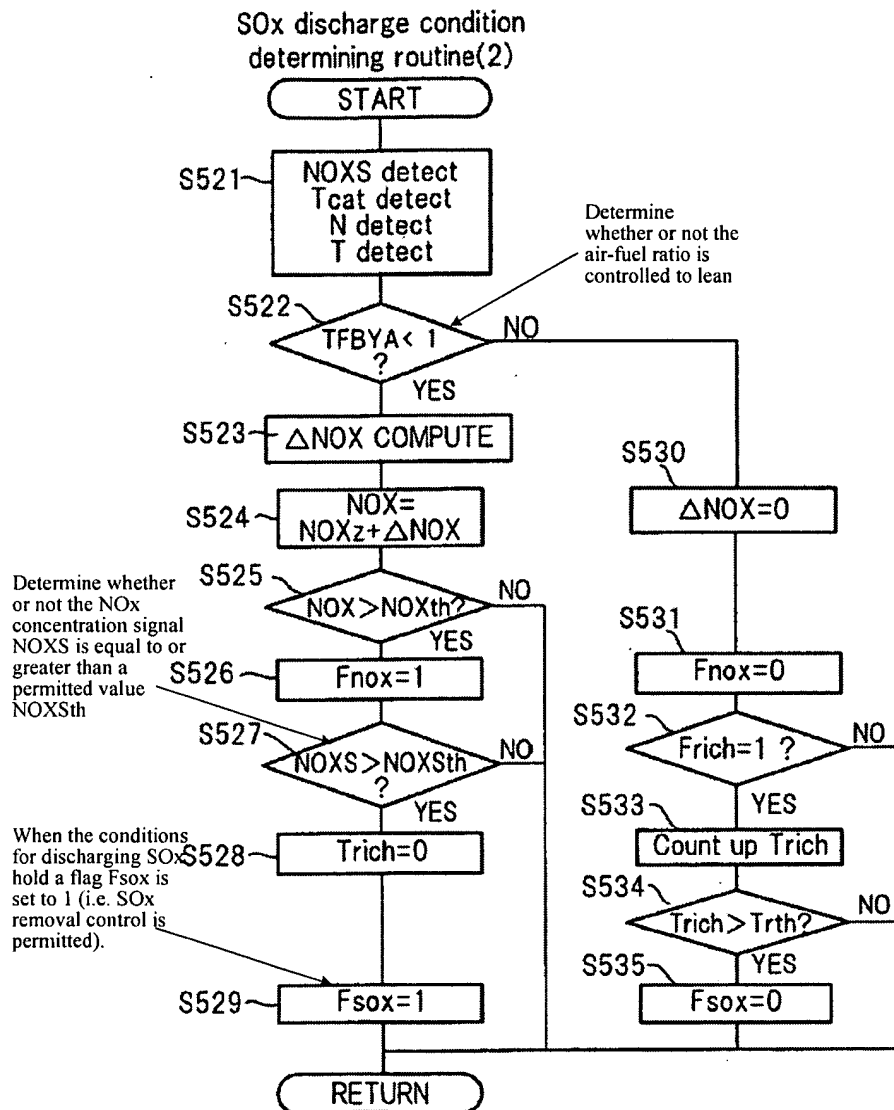 SOx discharge condition
determining routine(2)
START
S521
NOXS detect
Tcat detect
N detect
T detect
Determine
whether or not the
air-fuel ratio is
controlled to lean
S522
TFBYA< 1
?
NO
YES
S523
△NOX COMPUTE
S530
△NOX=0
S524
NOX=
NOXz+△NOX
S525
NOX>NOXth?
NO
YES
Determine whether
or not the NOx
concentration signal
NOXS is equal to or
greater than a
permitted value
NOXSth
S526
Fnox=1
S531
Fnox=0
S527
NOXS>NOXSth
?
NO
YES
S532
Frich=1 ?
NO
YES
S528
Trich=0
S533
Count up Trich
When the conditions
for discharging SOx
hold a flag Fsox is
set to 1 (i.e. SOx
removal control is
permitted).
S534
Trich>Trth?
NO
YES
S529
Fsox=1
S535
Fsox=0
RETURN